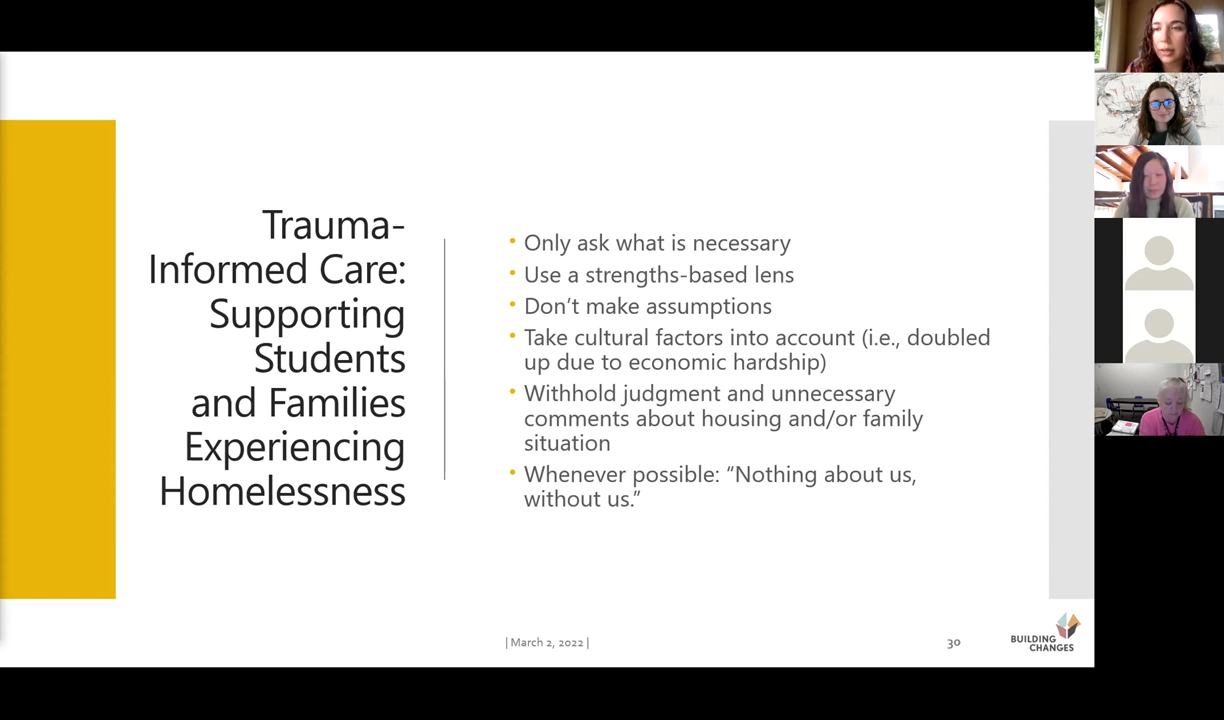 Trauma-
Informed Care:
Supporting
Students
and Families
Experiencing
Homelessness
• Only ask what is necessary
• Use a strengths-based lens
• Don’t make assumptions
• Take cultural factors into account (i.e., doubled
up due to economic hardship)
• Withhold judgment and unnecessary
comments about housing and/or family
situation
• Whenever possible: “Nothing about us,
without us.”
| March 2, 2022 |
30
BUILDING
CHANGES